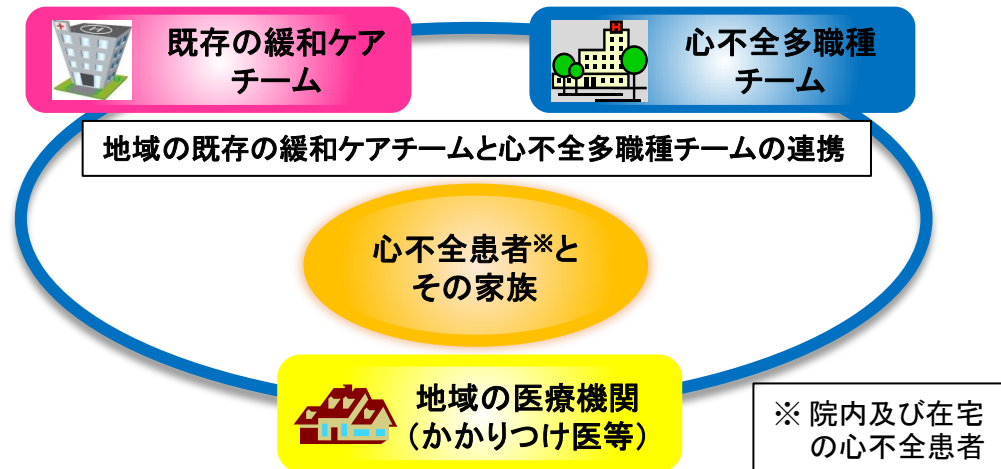 既存の緩和ケア
チーム
心不全多職種
チーム
地域の既存の緩和ケアチームと心不全多職種チームの連携
心不全患者※と
その家族
地域の医療機関
（かかりつけ医等）
※ 院内及び在宅
の心不全患者